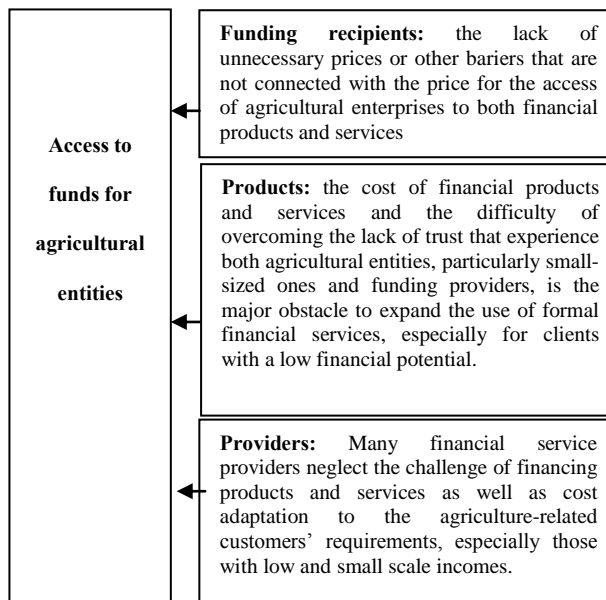 Access to
funds for
agricultural
entities
Funding recipients: the lack of
unnecessary prices or other bariers that are
not connected with the price for the access
of agricultural enterprises to both financial
products and services
Products: the cost of financial products
and services and the difficulty of
overcoming the lack of trust that experience
both agricultural entities, particularly small-
sized ones and funding providers, is the
major obstacle to expand the use of formal
financial services, especially for clients
with a low financial potential.
Providers: Many financial service
providers neglect the challenge of financing
products and services as well as cost
adaptation to the agriculture-related
customers’ requirements, especially those
with low and small scale incomes.